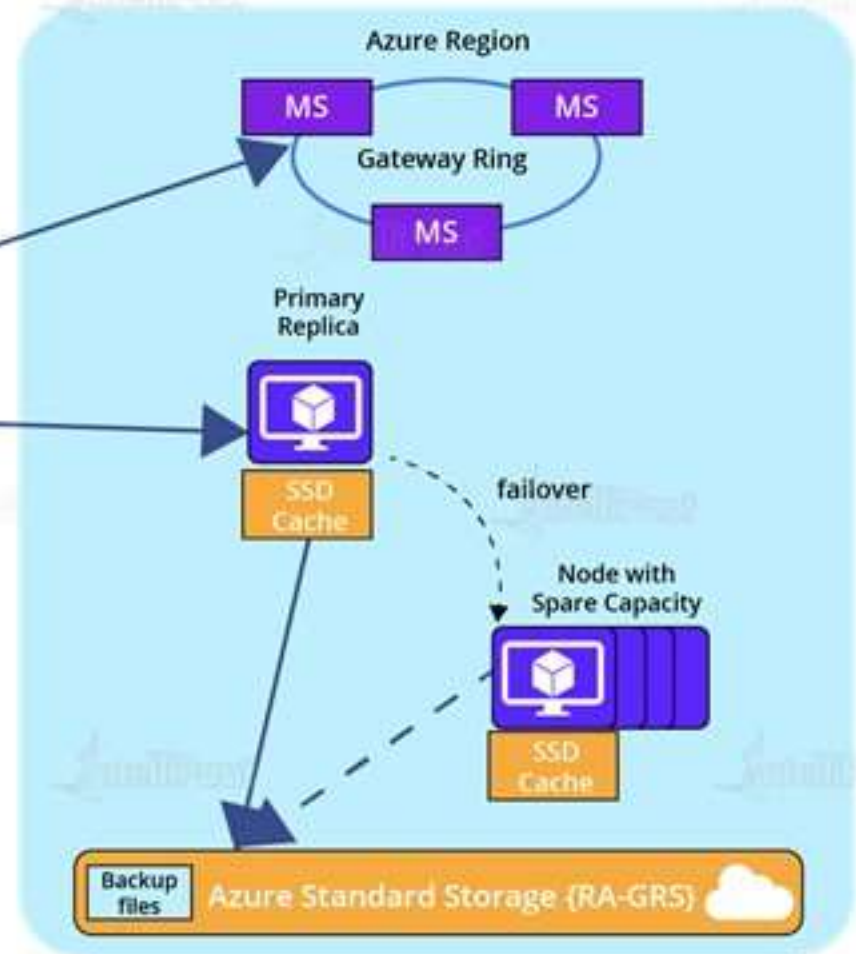 Azure Region
MS
MS
Gateway Ring
MS
Primary
Replica
SSD
Cache
failover
Node with
Spare Capacity
SSD
Cache
Backup
files
Azure Standard Storage {RA-GRS}